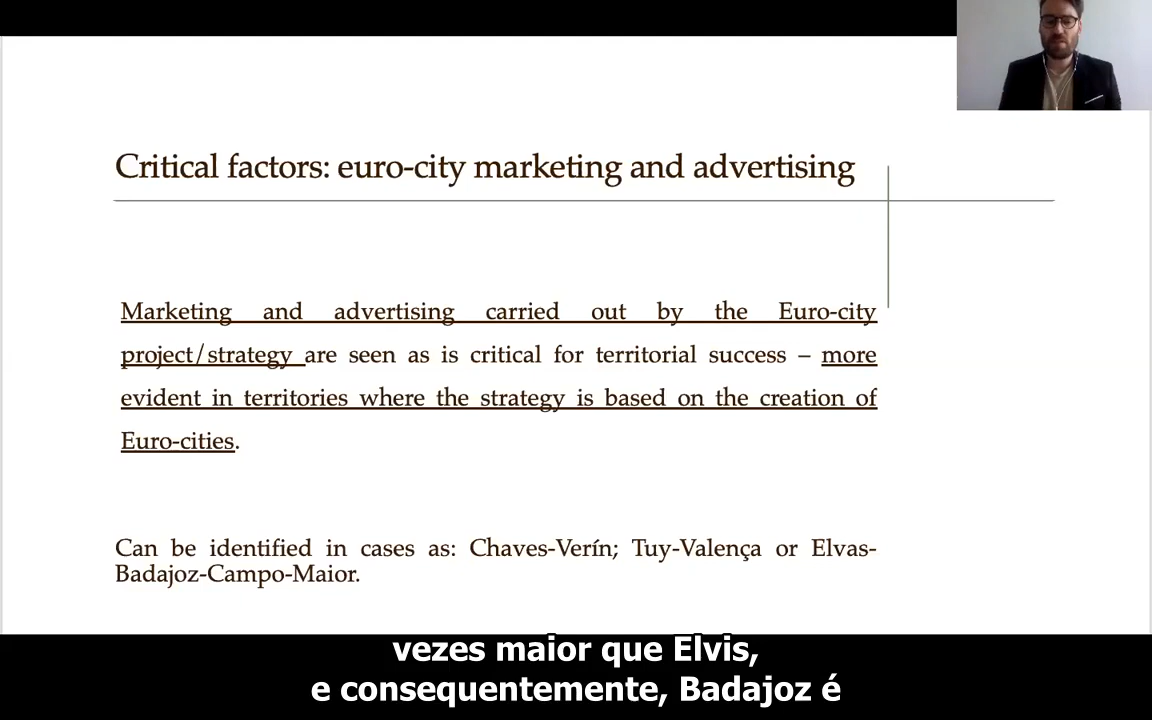 Critical factors: euro-city marketing and advertising
Marketing and advertising carried out by the Euro-city
project/strategy are seen as is critical for territorial success – more
evident in territories where the strategy is based on the creation of
Euro-cities.
Can be identified in cases as: Chaves-Verín; Tuy-Valença or Elvas-
Badajoz-Campo-Maior.
vezes maior que Elvis,
e consequentemente, Badajoz é